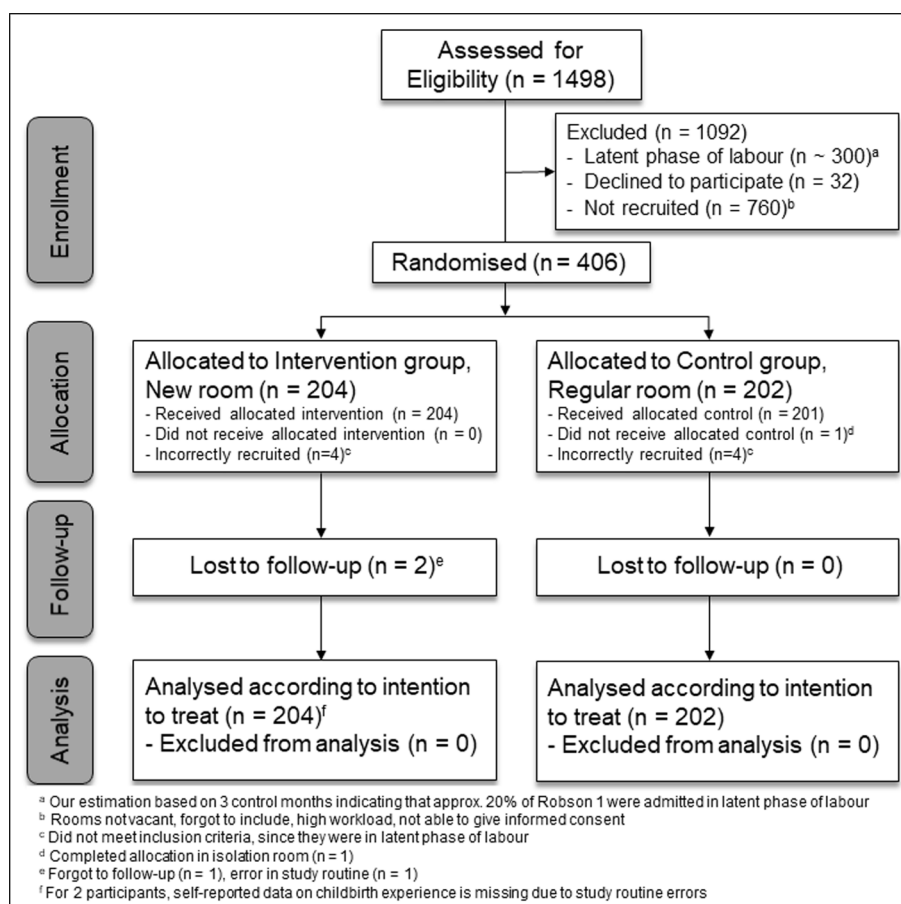 Assessed for
Eligibility (n = 1498)
Enrollment
Excluded (n = 1092)
- Latent phase of labour (n ~ 300)ᵃ
- Declined to participate (n = 32)
- Not recruited (n = 760)ᵇ
Randomised (n = 406)
Allocation
Allocated to Intervention group,
New room (n = 204)
- Received allocated intervention (n = 204)
- Did not receive allocated intervention (n = 0)
- Incorrectly recruited (n=4)ᶜ
Allocated to Control group,
Regular room (n = 202)
- Received allocated control (n = 201)
- Did not receive allocated control (n = 1)ᵈ
- Incorrectly recruited (n=4)ᶜ
Follow-up
Lost to follow-up (n = 2)ᵉ
Lost to follow-up (n = 0)
Analysis
Analysed according to intention
to treat (n = 204)ᶠ
- Excluded from analysis (n = 0)
Analysed according to intention
to treat (n = 202)
- Excluded from analysis (n = 0)
ᵃ Our estimation based on 3 control months indicating that approx. 20% of Robson 1 were admitted in latent phase of labour
ᵇ Rooms not vacant, forgot to include, high workload, not able to give informed consent
ᶜ Did not meet inclusion criteria, since they were in latent phase of labour
ᵈ Completed allocation in isolation room (n = 1)
ᵉ Forgot to follow-up (n = 1), error in study routine (n = 1)
ᶠ For 2 participants, self-reported data on childbirth experience is missing due to study routine errors